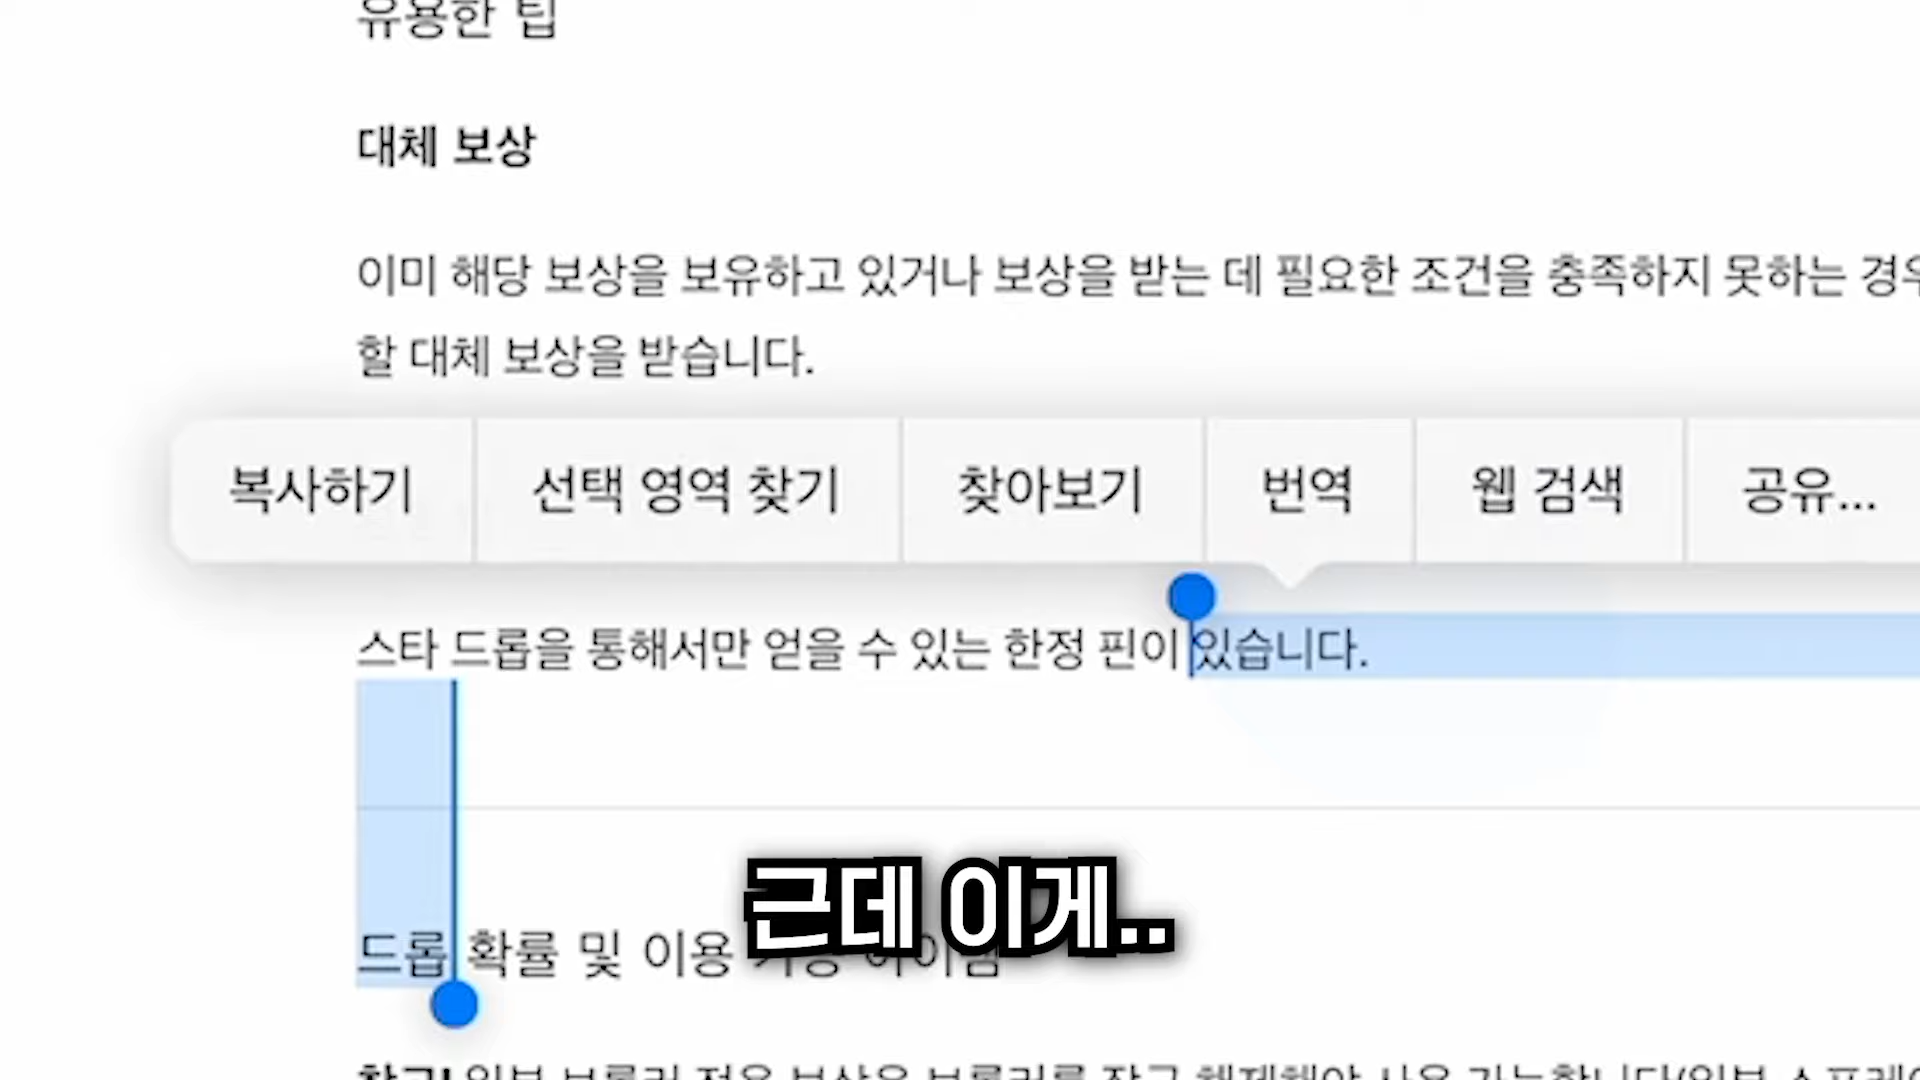 유용한 팁
대체 보상
이미 해당 보상을 보유하고 있거나 보상을 받는 데 필요한 조건을 충족하지 못하는 경우
할 대체 보상을 받습니다.
복사하기 선택 영역 찾기 찾아보기 번역 웹 검색 공유...
스타 드롭을 통해서만 얻을 수 있는 한정 핀이 있습니다.
근데 이게..
드롭 확률 및 이용